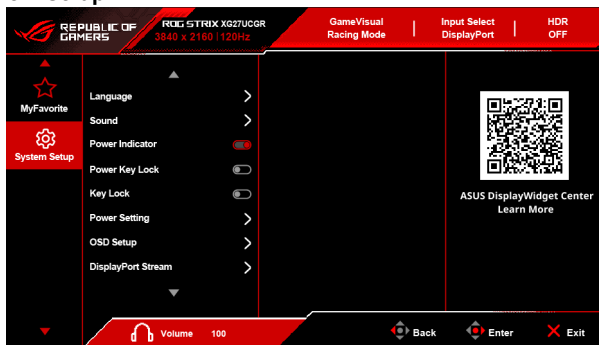 REPUBLIC OF
GAMERS
ROG STRIX XG27UCGR
3840 x 2160 | 120Hz
GameVisual
Racing Mode
Input Select
DisplayPort
HDR
OFF
MyFavorite
System Setup
Language
Sound
Power Indicator
Power Key Lock
Key Lock
Power Setting
OSD Setup
DisplayPort Stream
ASUS DisplayWidget Center
Learn More
Volume 100
Back
Enter
Exit